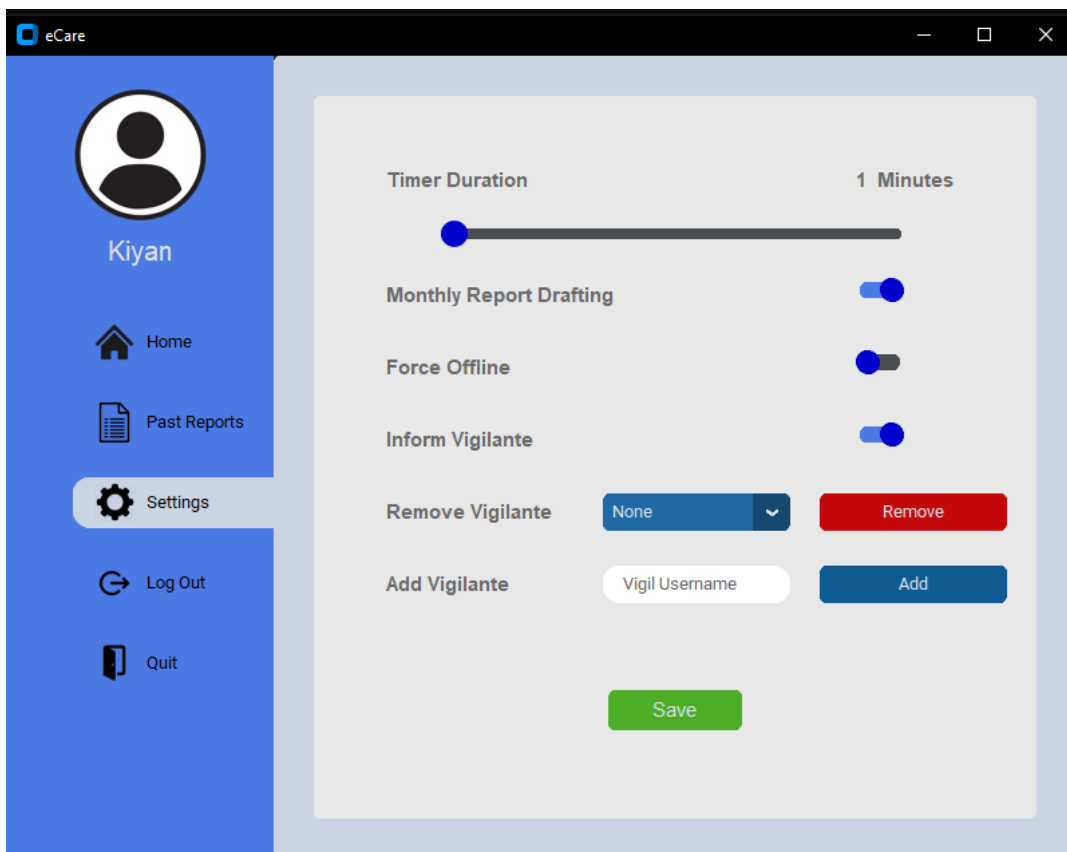 eCare
Kiyan
Home
Past Reports
Settings
Log Out
Quit
Timer Duration 1 Minutes
Monthly Report Drafting
Force Offline
Inform Vigilante
Remove Vigilante None Remove
Add Vigilante Vigil Username Add
Save